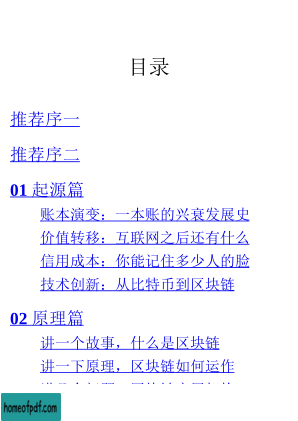 目录
推荐序一
推荐序二
01 起源篇
账本演变：一本账的兴衰发展史
价值转移：互联网之后还有什么
信用成本：你能记住多少人的脸
技术创新：从比特币到区块链
02 原理篇
讲一个故事，什么是区块链
讲一下原理，区块链如何运作
homeofpdf.com